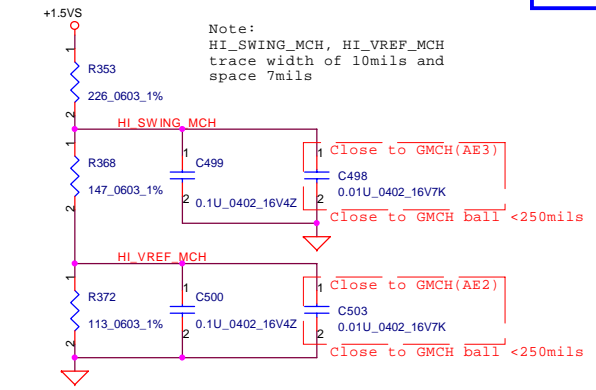 +1.5VS
Note:
HI_SWING_MCH, HI_VREF_MCH
trace width of 10mils and
space 7mils
1
R353
226_0603_1%
2
HI_SWING_MCH
1
R368
147_0603_1%
2
1
C499
2
0.1U_0402_16V4Z
Close to GMCH(AE3)
1
C498
0.01U_0402_16V7K
2
Close to GMCH ball <250mils
HI_VREF_MCH
1
R372
113_0603_1%
2
1
C500
0.1U_0402_16V4Z
2
Close to GMCH(AE2)
1
C503
0.01U_0402_16V7K
2
Close to GMCH ball <250mils